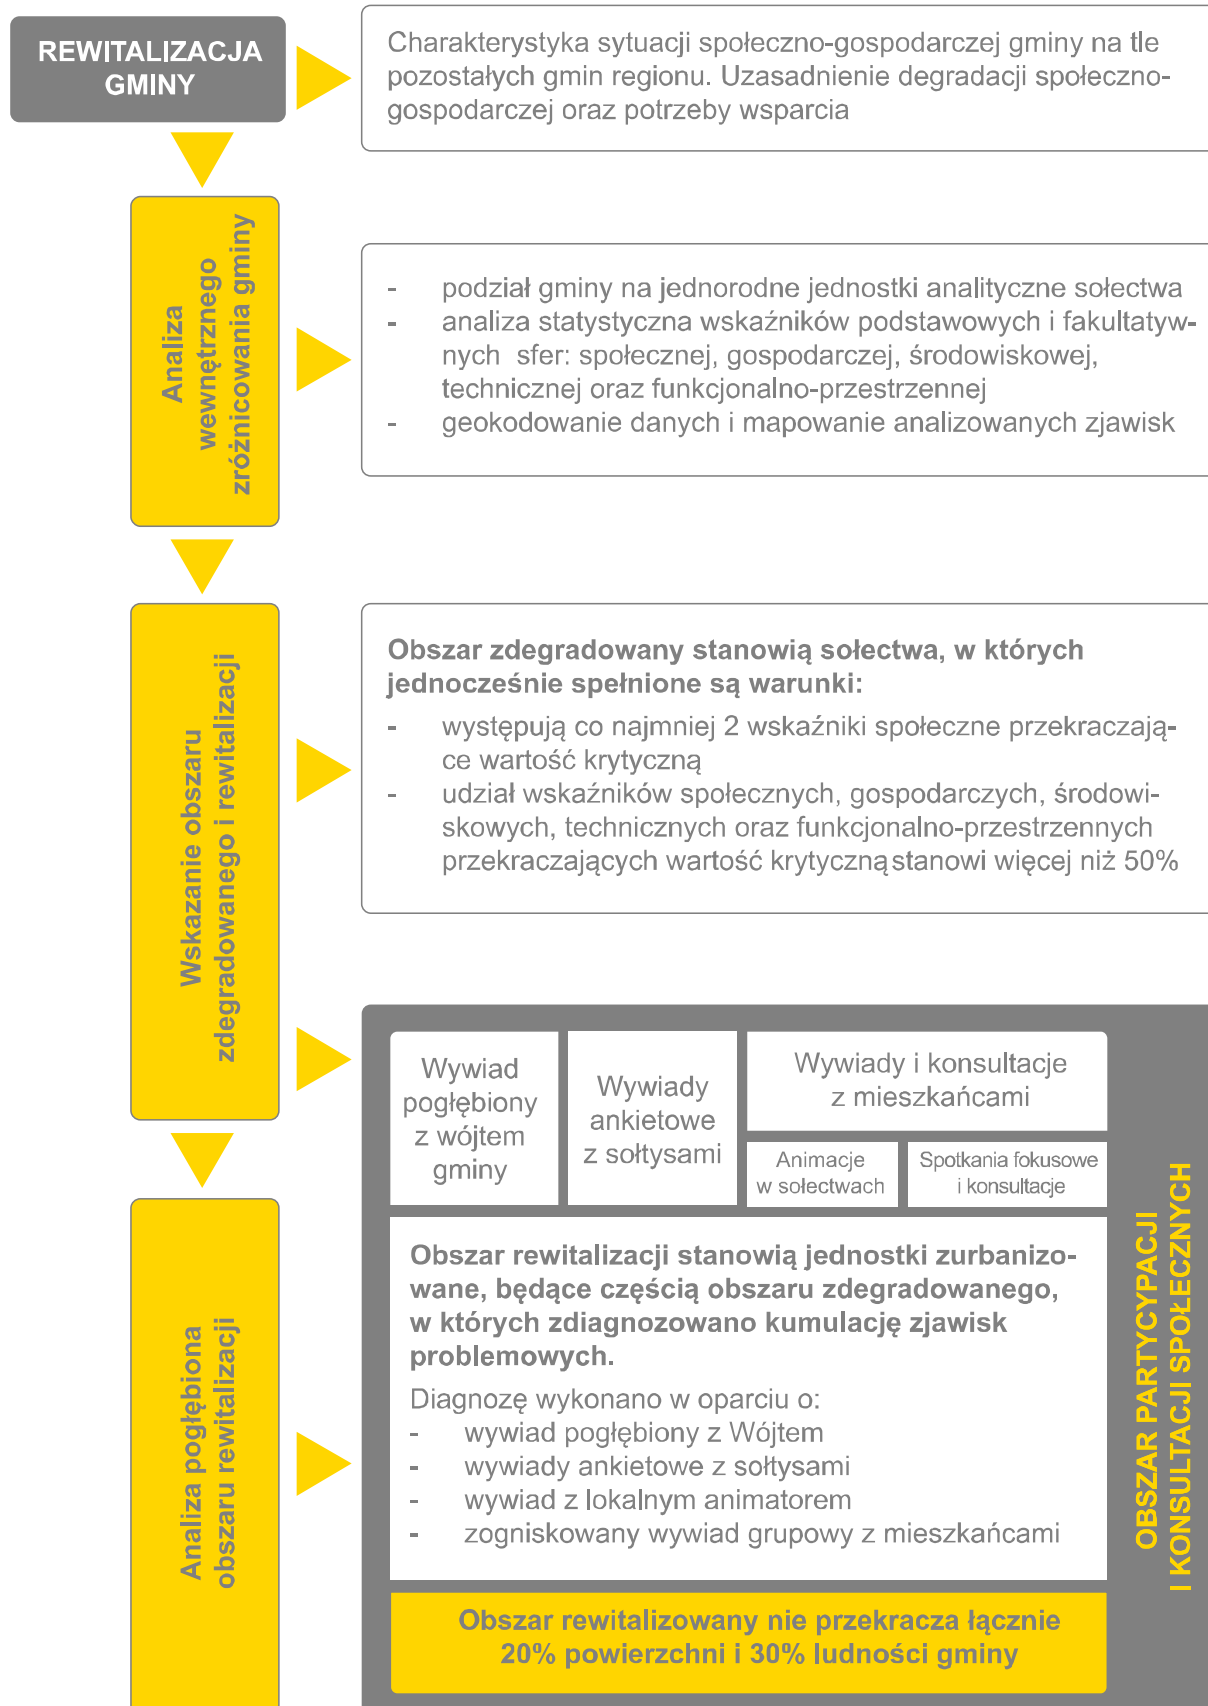 REWITALIZACJA
GMINY
Charakterystyka sytuacji społeczno-gospodarczej gminy na tle
pozostałych gmin regionu. Uzasadnienie degradacji społeczno-
gospodarczej oraz potrzeby wsparcia
Analiza
wewnętrznego
zróżnicowania gminy
- podział gminy na jednorodne jednostki analityczne sołectwa
- analiza statystyczna wskaźników podstawowych i fakultatyw-
nych sfer: społecznej, gospodarczej, środowiskowej,
technicznej oraz funkcjonalno-przestrzennej
- geokodowanie danych i mapowanie analizowanych zjawisk
Wskazanie obszaru
zdegradowanego i rewitalizacji
Obszar zdegradowany stanowią sołectwa, w których
jednocześnie spełnione są warunki:
- występują co najmniej 2 wskaźniki społeczne przekraczają-
ce wartość krytyczną
- udział wskaźników społecznych, gospodarczych, środowi-
skowych, technicznych oraz funkcjonalno-przestrzennych
przekraczających wartość krytyczną stanowi więcej niż 50%
Wywiad
pogłębiony
z wójtem
gminy
Wywiady
ankietowe
z sołtysami
Wywiady i konsultacje
z mieszkańcami
Animacje
w sołectwach
Spotkania fokusowe
i konsultacje
Analiza pogłębiona
obszaru rewitalizacji
Obszar rewitalizacji stanowią jednostki zurbanizo-
wane, będące częścią obszaru zdegradowanego,
w których zdiagnozowano kumulację zjawisk
problemowych.
Diagnozę wykonano w oparciu o:
- wywiad pogłębiony z Wójtem
- wywiady ankietowe z sołtysami
- wywiad z lokalnym animatorem
- zogniskowany wywiad grupowy z mieszkańcami
Obszar rewitalizowany nie przekracza łącznie
20% powierzchni i 30% ludności gminy
OBSZAR PARTYCYPACJI
I KONSULTACJI SPOŁECZNYCH